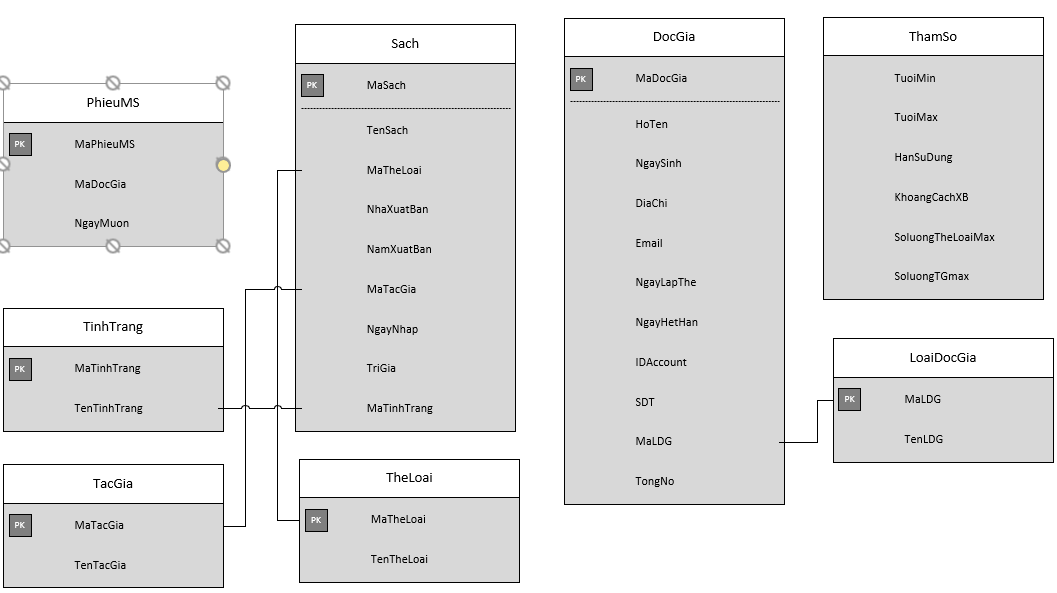 PhieuMS
PK MaPhieuMS
MaDocGia
NgayMuon
TinhTrang
PK MaTinhTrang
TenTinhTrang
TacGia
PK MaTacGia
TenTacGia
Sach
PK MaSach
TenSach
MaTheLoai
NhaXuatBan
NamXuatBan
MaTacGia
NgayNhap
TriGia
MaTinhTrang
TheLoai
PK MaTheLoai
TenTheLoai
DocGia
PK MaDocGia
HoTen
NgaySinh
DiaChi
Email
NgayLapThe
NgayHetHan
IDAccount
SDT
MaLDG
TongNo
ThamSo
TuoiMin
TuoiMax
HanSuDung
KhoangCachXB
SoluongTheLoaiMax
SoluongTGmax
LoaiDocGia
PK MaLDG
TenLDG